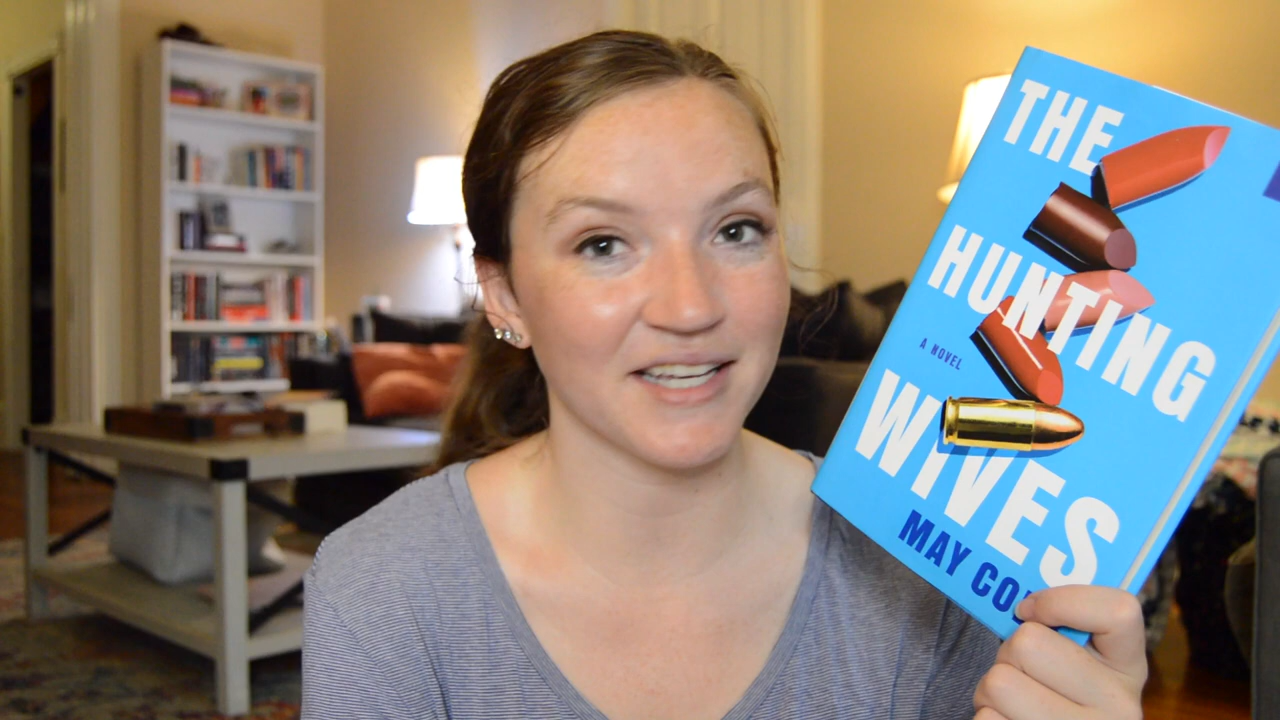 THE
HUNTING
A NOVEL
WIVES
MAY CO